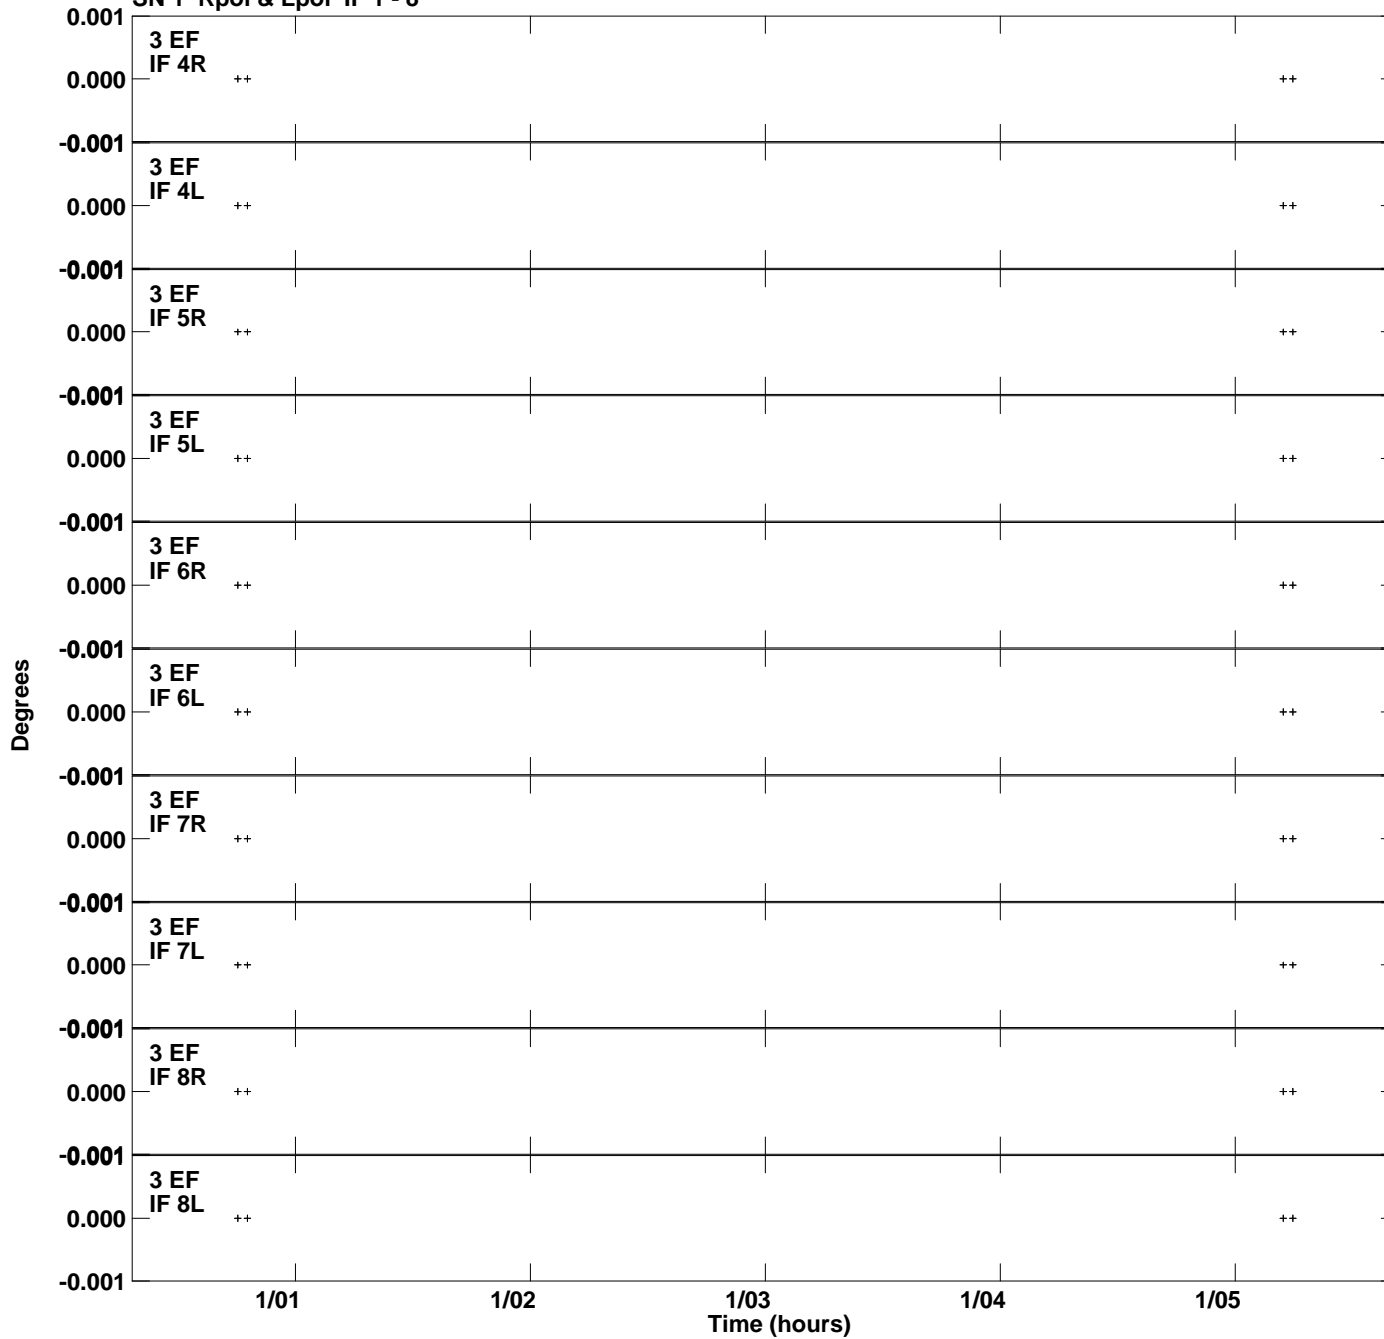 SN 1 Rpol & Lpol IF 1 - 8
0.001
3 EF
IF 4R
0.000
-0.001
3 EF
IF 4L
0.000
-0.001
3 EF
IF 5R
0.000
-0.001
3 EF
IF 5L
0.000
-0.001
3 EF
IF 6R
0.000
-0.001
3 EF
IF 6L
0.000
-0.001
3 EF
IF 7R
0.000
-0.001
3 EF
IF 7L
0.000
-0.001
3 EF
IF 8R
0.000
-0.001
3 EF
IF 8L
0.000
-0.001
Degrees
1/01 1/02 1/03 1/04 1/05
Time (hours)